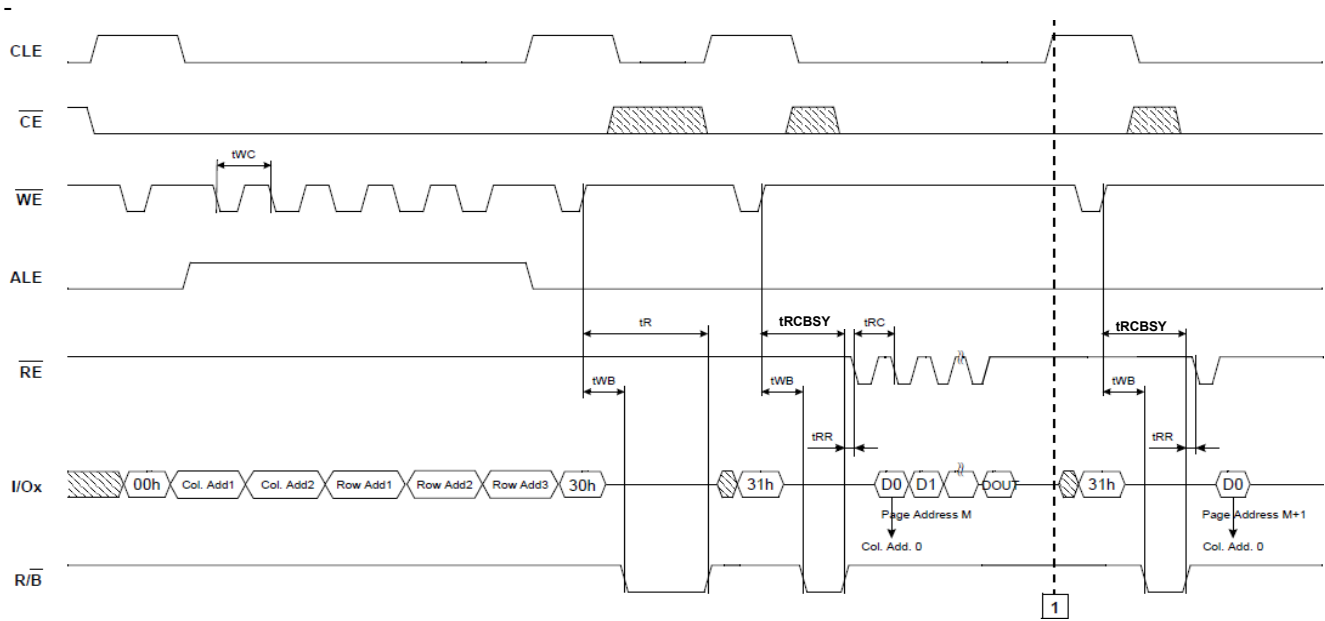 -
CLE
CE
tWC
WE
ALE
tR
tRCBSY
tRC
tRCBSY
RE
tWB
tWB
tWB
tRR
tRR
I/Ox
00h
Col. Add1
Col. Add2
Row Add1
Row Add2
Row Add3
30h
31h
D0
D1
DOUT
31h
D0
Page Address M
Page Address M+1
Col. Add. 0
Col. Add. 0
R/B
1